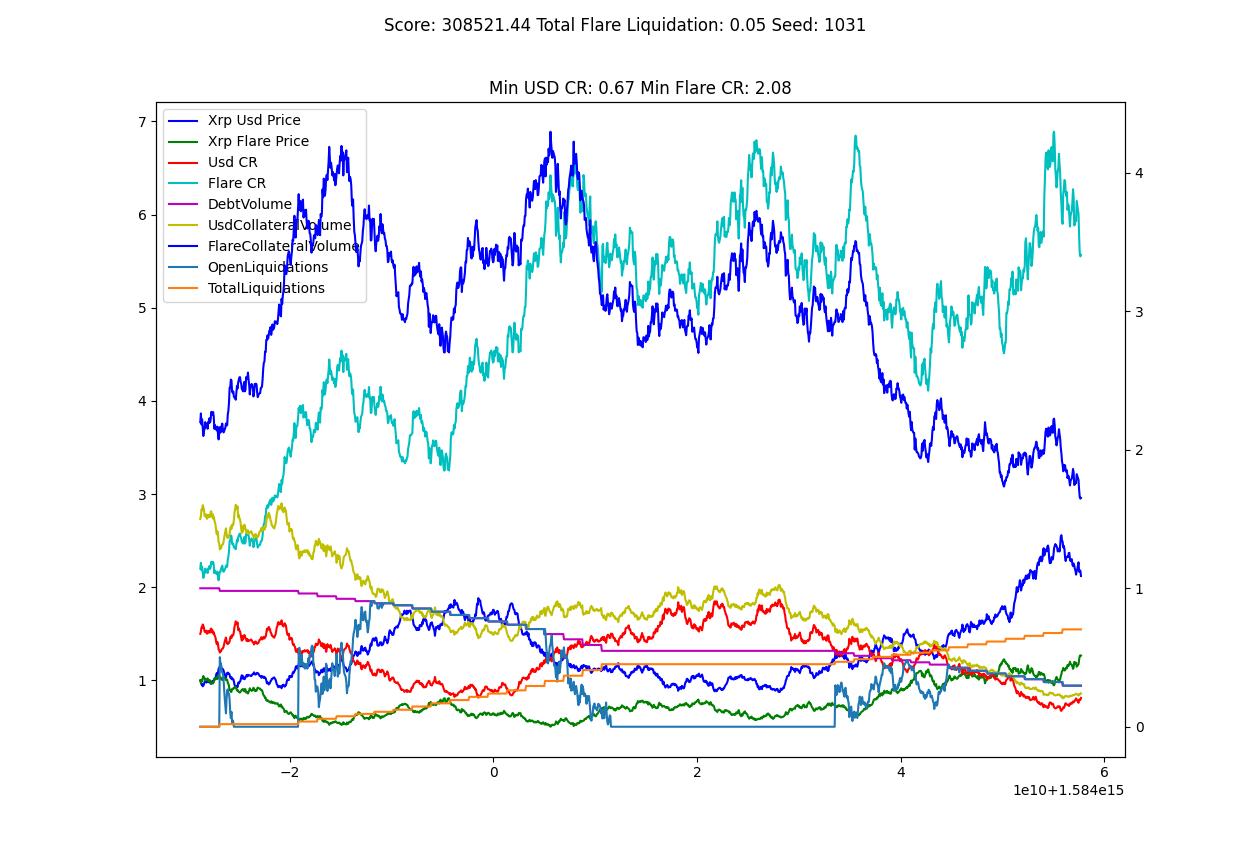 Score: 308521.44 Total Flare Liquidation: 0.05 Seed: 1031
Min USD CR: 0.67 Min Flare CR: 2.08
Xrp Usd Price
Xrp Flare Price
Usd CR
Flare CR
DebtVolume
UsdCollateralVolume
FlareCollateralVolume
OpenLiquidations
TotalLiquidations
7
6
5
4
3
2
1
4
3
2
1
0
−2
0
2
4
6
1e10+1.584e15